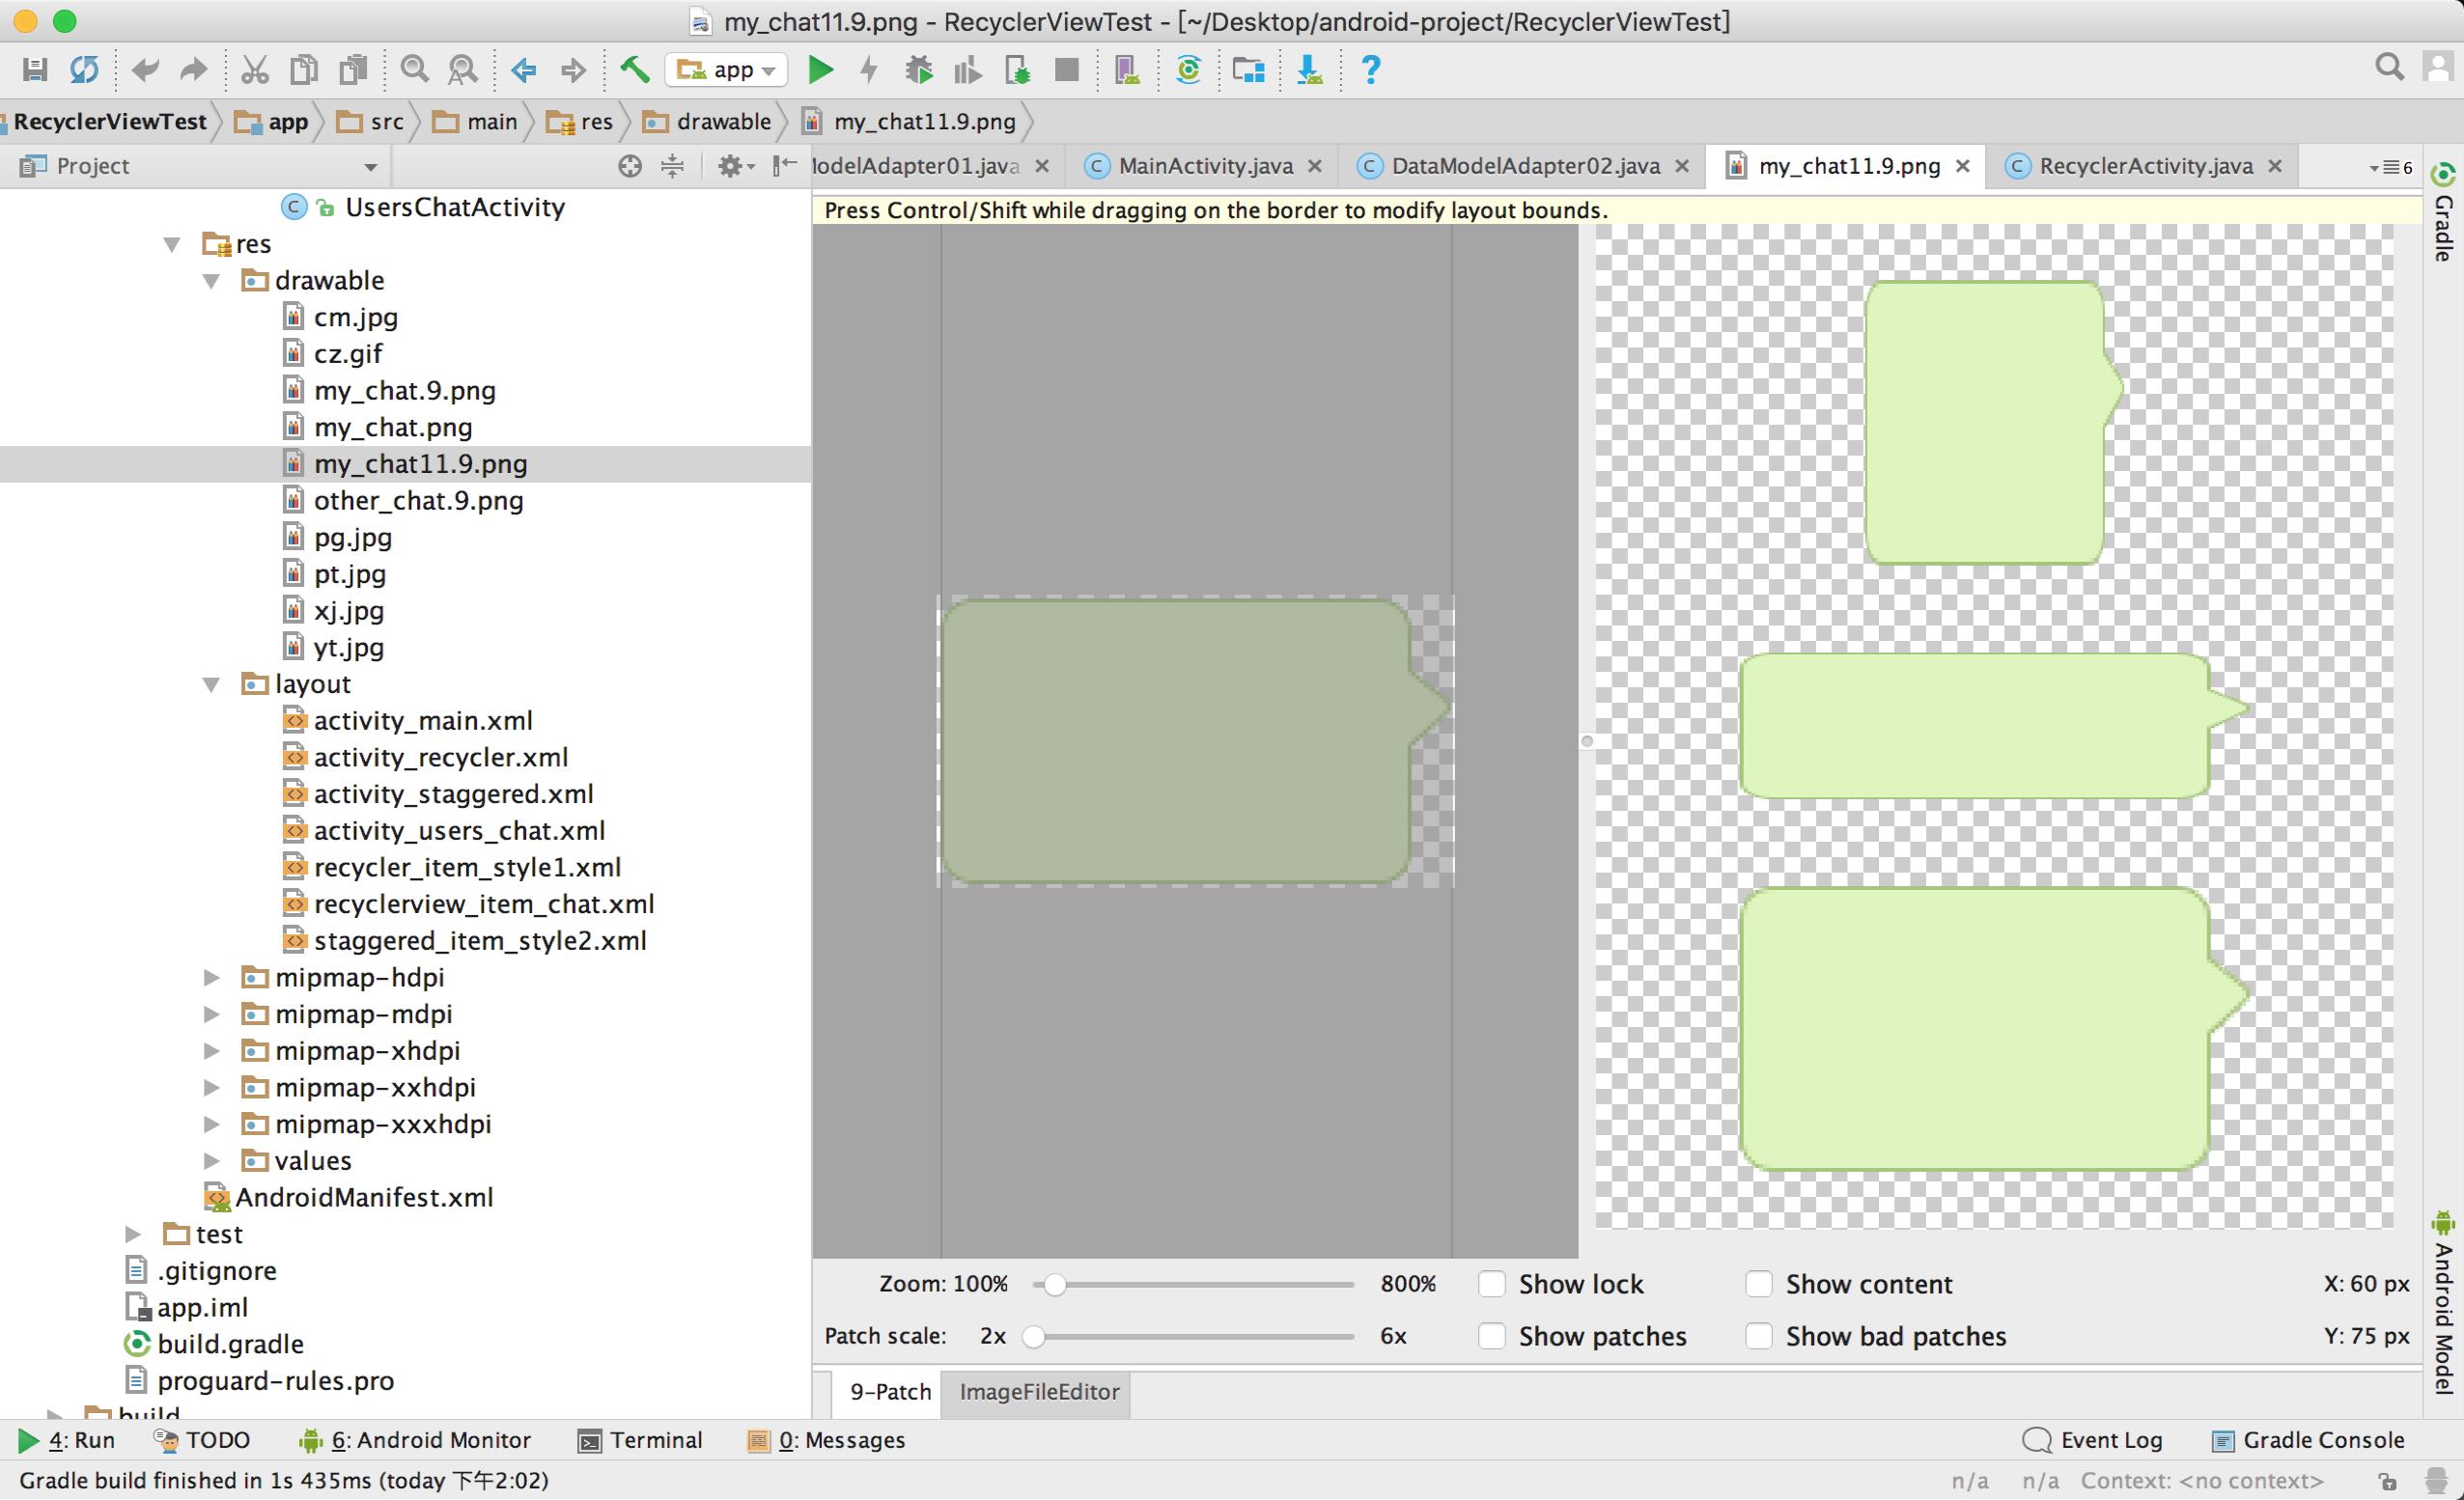 my_chat11.9.png - RecyclerViewTest - [~/Desktop/android-project/RecyclerViewTest]
app
RecyclerViewTest app src main res drawable my_chat11.9.png
Project
lodelAdapter01.java MainActivity.java DataModelAdapter02.java my_chat11.9.png RecyclerActivity.java 6
Press Control/Shift while dragging on the border to modify layout bounds.
UsersChatActivity
res
drawable
cm.jpg
cz.gif
my_chat.9.png
my_chat.png
my_chat11.9.png
other_chat.9.png
pg.jpg
pt.jpg
xj.jpg
yt.jpg
layout
activity_main.xml
activity_recycler.xml
activity_staggered.xml
activity_users_chat.xml
recycler_item_style1.xml
recyclerview_item_chat.xml
staggered_item_style2.xml
mipmap-hdpi
mipmap-mdpi
mipmap-xhdpi
mipmap-xxhdpi
mipmap-xxxhdpi
values
AndroidManifest.xml
test
.gitignore
app.iml
build.gradle
proguard-rules.pro
build
Zoom: 100% 800% Show lock Show content X: 60 px
Patch scale: 2x 6x Show patches Show bad patches Y: 75 px
9-Patch ImageFileEditor
Gradle
Android Model
4: Run TODO 6: Android Monitor Terminal 0: Messages Event Log Gradle Console
Gradle build finished in 1s 435ms (today 下午2:02) n/a n/a Context: <no context>